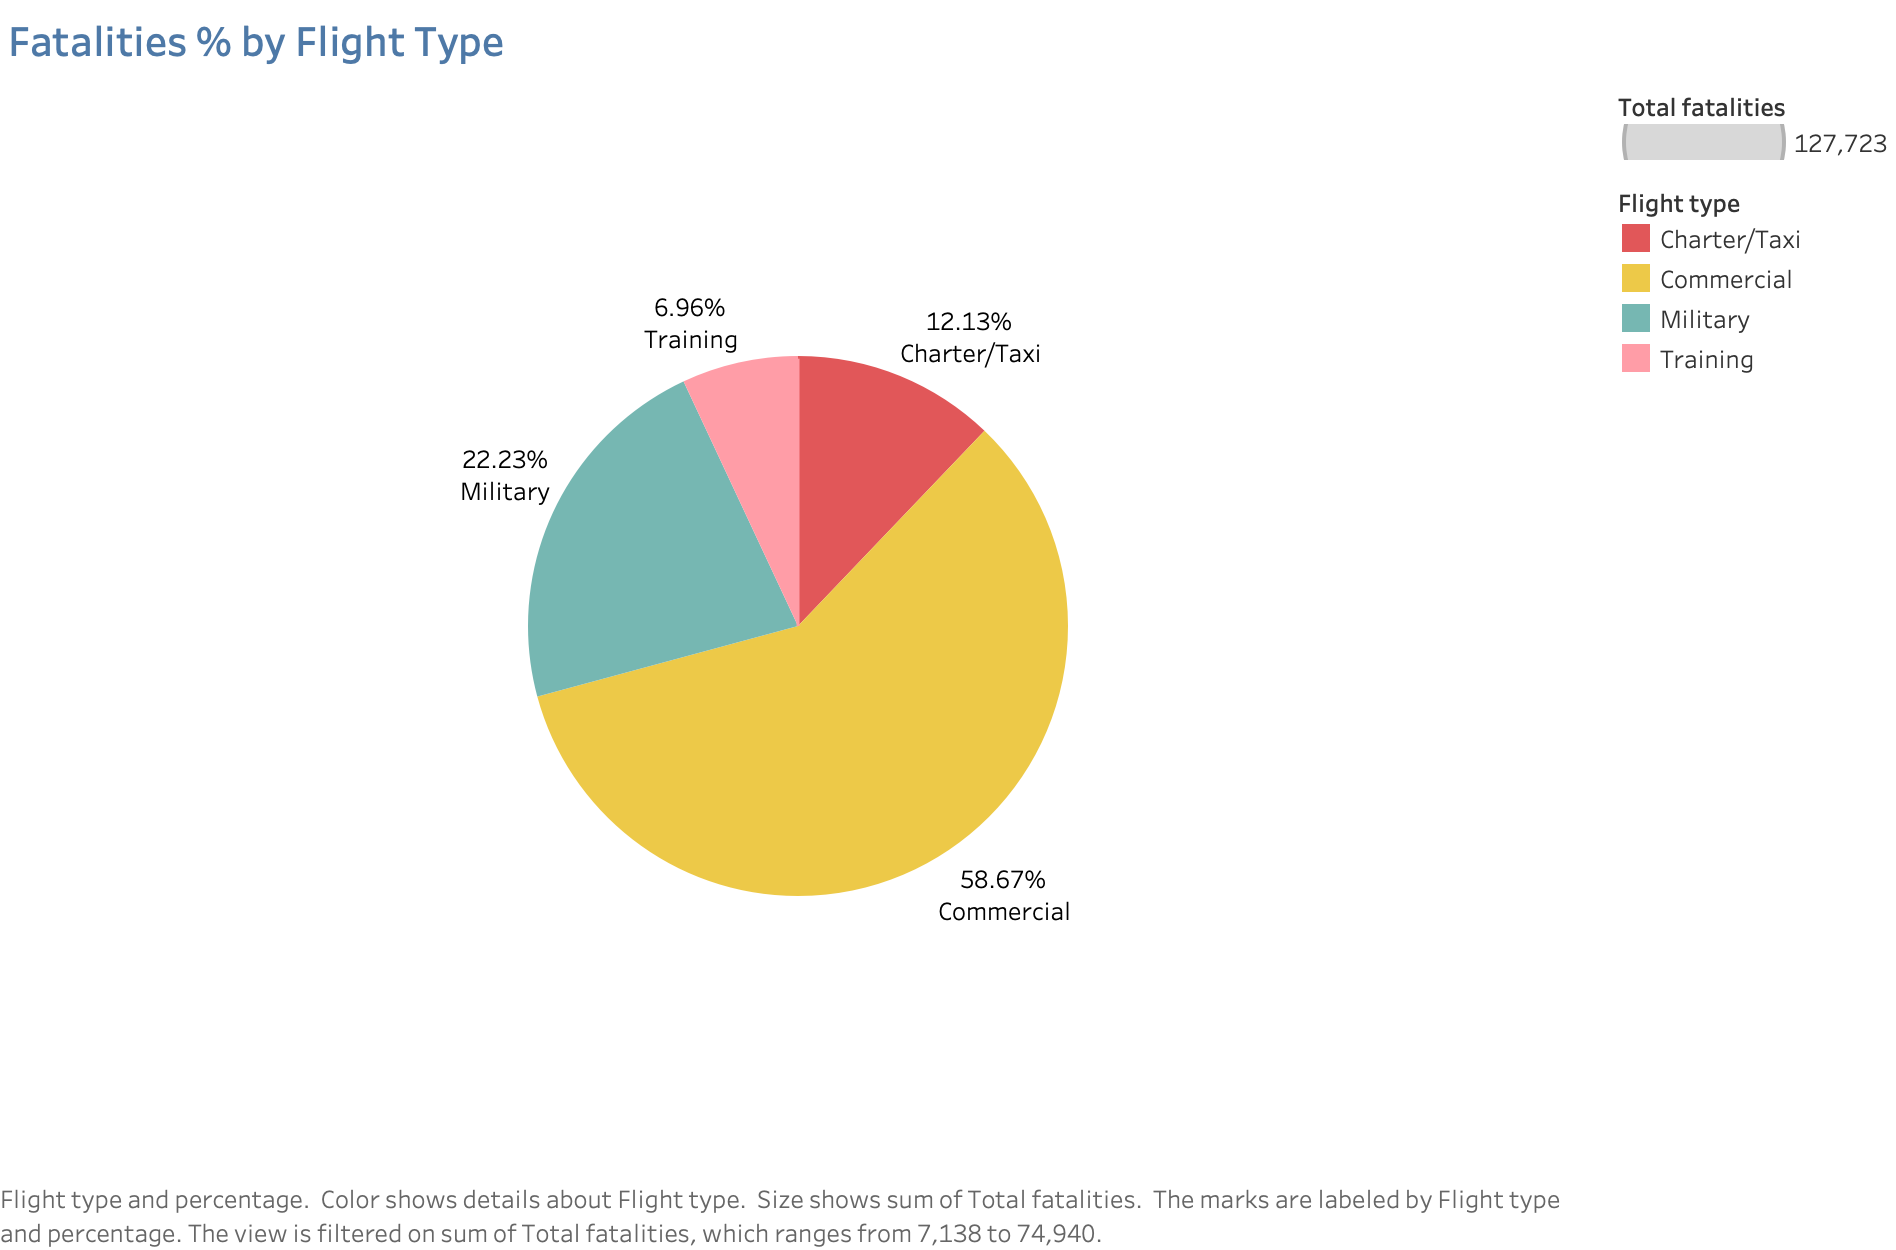 Fatalities % by Flight Type
Total fatalities
127,723
Flight type
Charter/Taxi
Commercial
Military
Training
6.96%
Training
12.13%
Charter/Taxi
22.23%
Military
58.67%
Commercial
Flight type and percentage.  Color shows details about Flight type.  Size shows sum of Total fatalities.  The marks are labeled by Flight type
and percentage. The view is filtered on sum of Total fatalities, which ranges from 7,138 to 74,940.